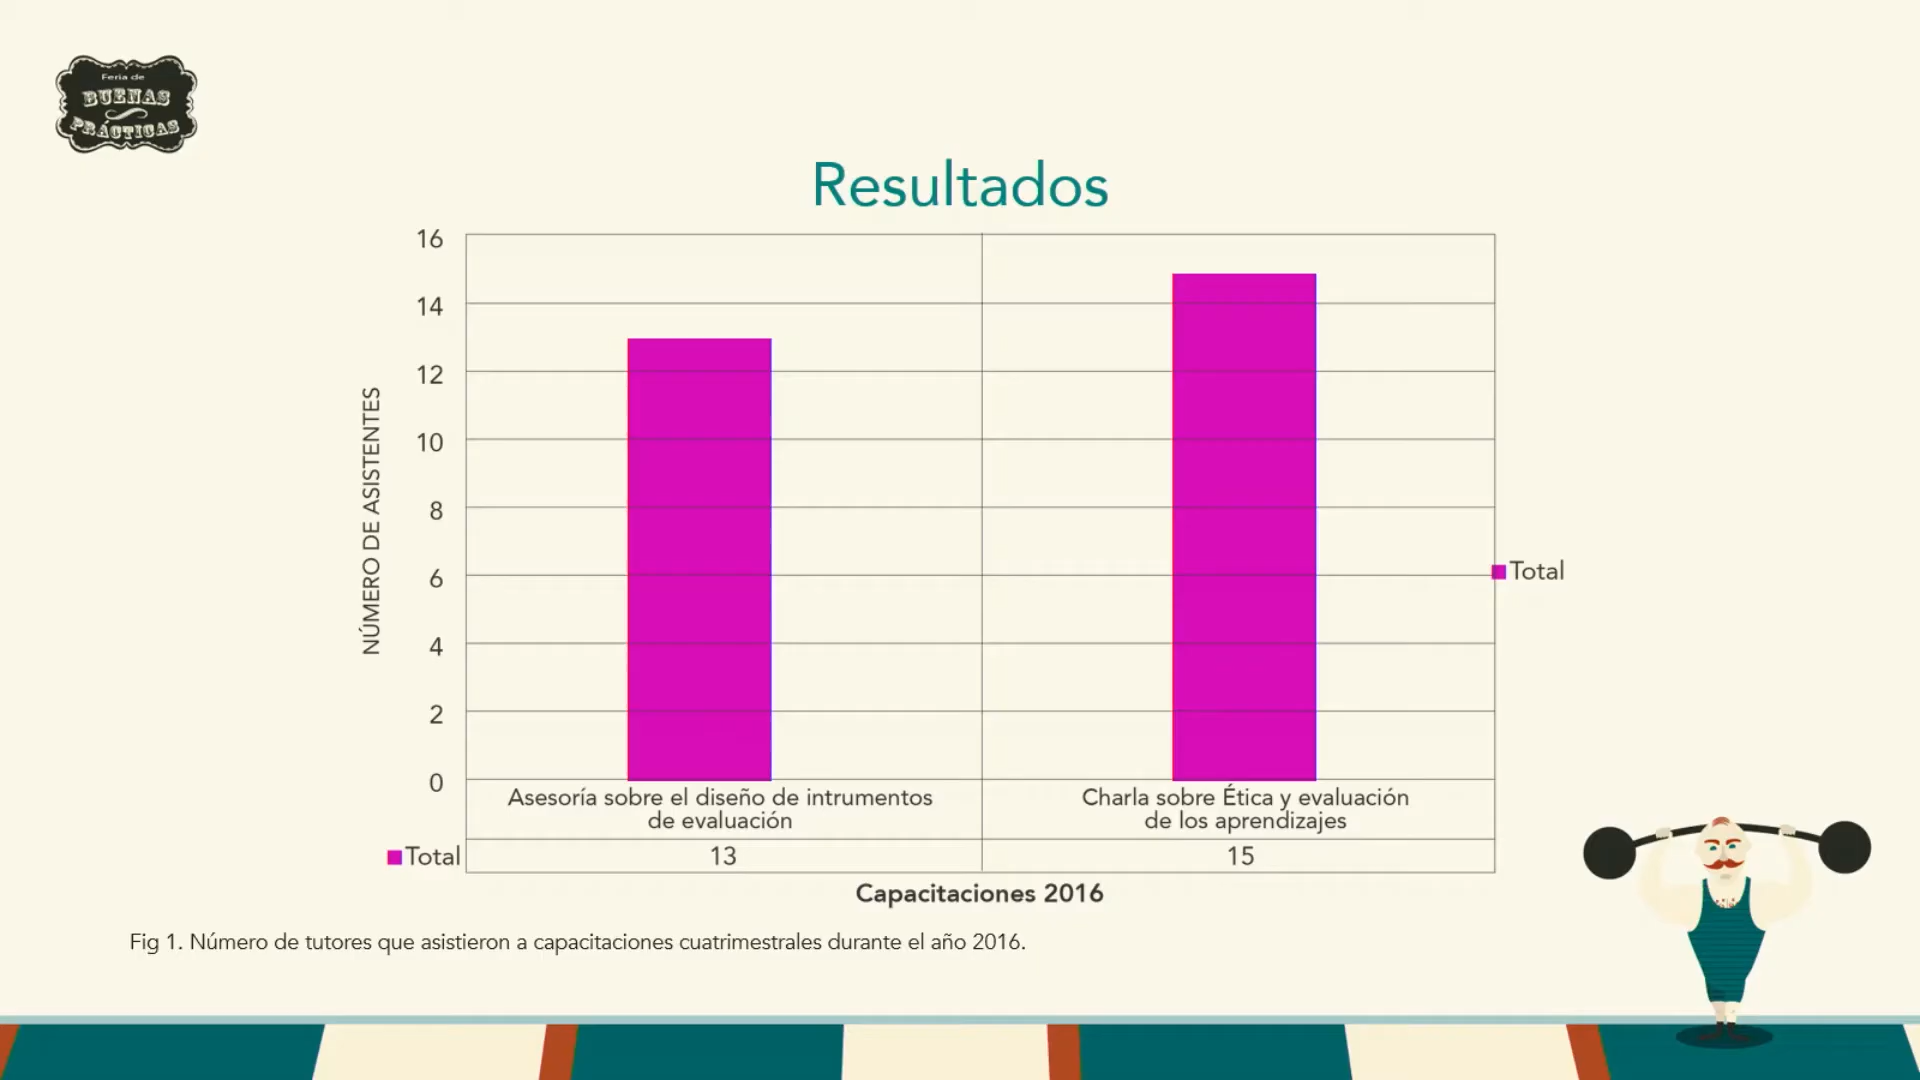 Feria de
BUENAS
PRÁCTICAS
Resultados
16
14
12
10
8
6
4
2
0
NÚMERO DE ASISTENTES
Total
Asesoría sobre el diseño de intrumentos
de evaluación
Charla sobre Ética y evaluación
de los aprendizajes
Total 13 15
Capacitaciones 2016
Fig 1. Número de tutores que asistieron a capacitaciones cuatrimestrales durante el año 2016.